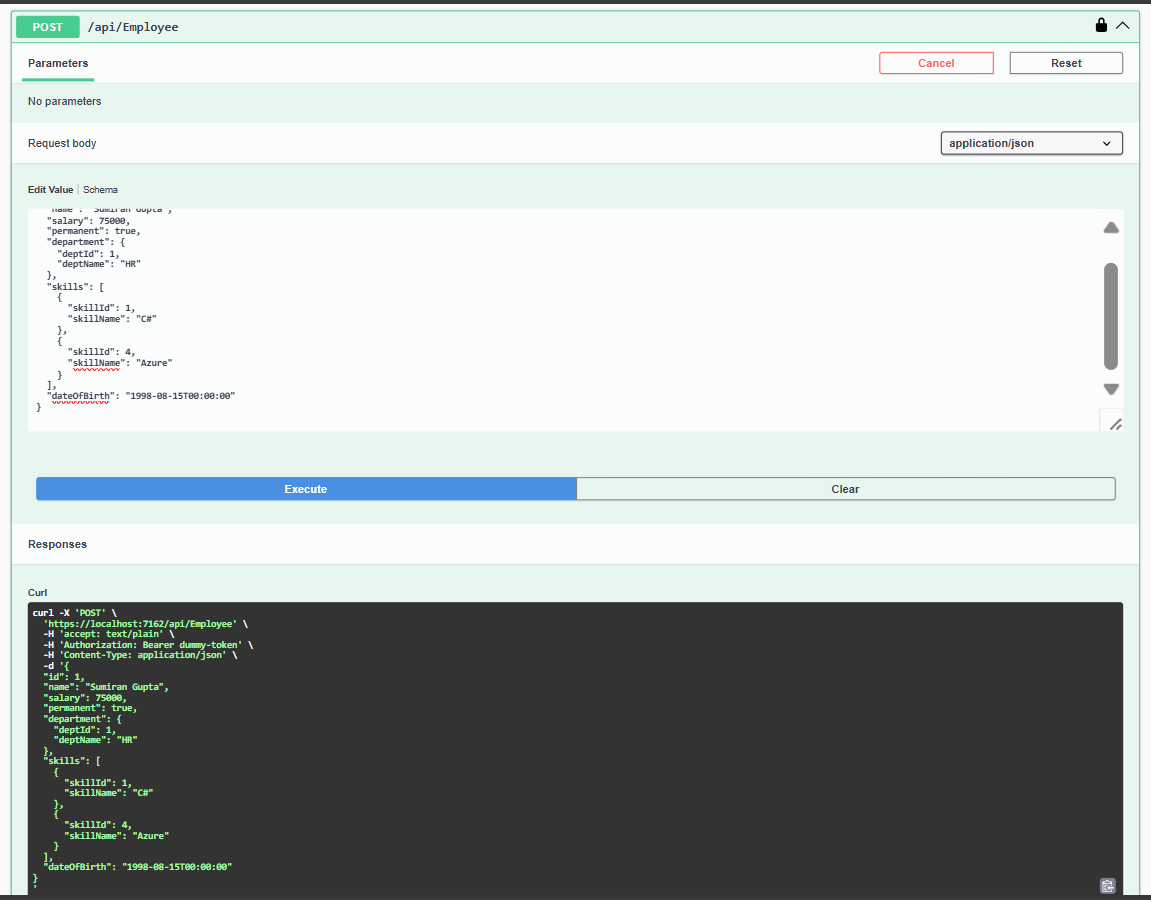 POST /api/Employee
Parameters
Cancel
Reset
No parameters
Request body
application/json
Edit Value | Schema
"name": "Sumiran Gupta",
"salary": 75000,
"permanent": true,
"department": {
"deptId": 1,
"deptName": "HR"
},
"skills": [
{
"skillId": 1,
"skillName": "C#"
},
{
"skillId": 4,
"skillName": "Azure"
}
],
"dateOfBirth": "1998-08-15T00:00:00"
}
Execute
Clear
Responses
Curl
curl -X 'POST' \
'https://localhost:7162/api/Employee' \
-H 'accept: text/plain' \
-H 'Authorization: Bearer dummy-token' \
-H 'Content-Type: application/json' \
-d '{
"id": 1,
"name": "Sumiran Gupta",
"salary": 75000,
"permanent": true,
"department": {
"deptId": 1,
"deptName": "HR"
},
"skills": [
{
"skillId": 1,
"skillName": "C#"
},
{
"skillId": 4,
"skillName": "Azure"
}
],
"dateOfBirth": "1998-08-15T00:00:00"
}
'